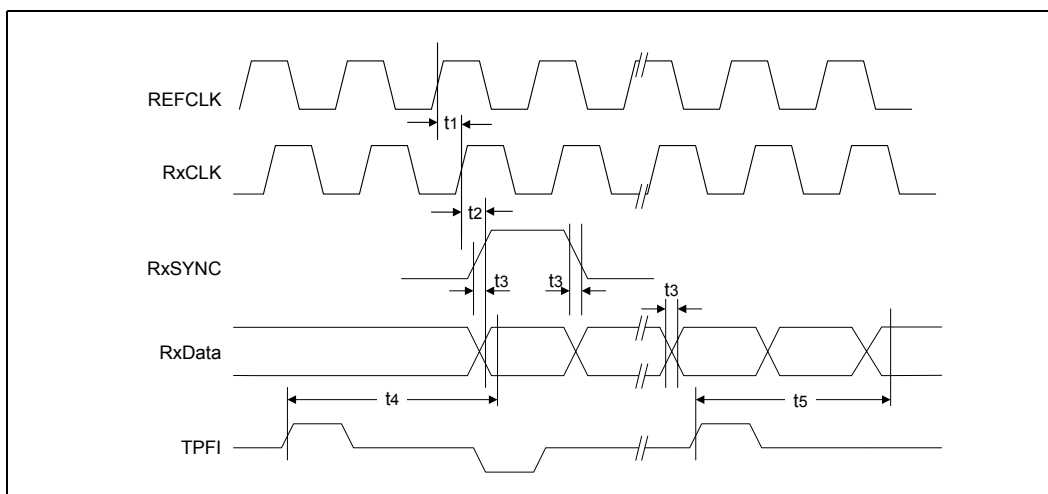 REFCLK
t1
RxCLK
t2
RxSYNC
t3 t3 t3
RxData
t4 t5
TPFI